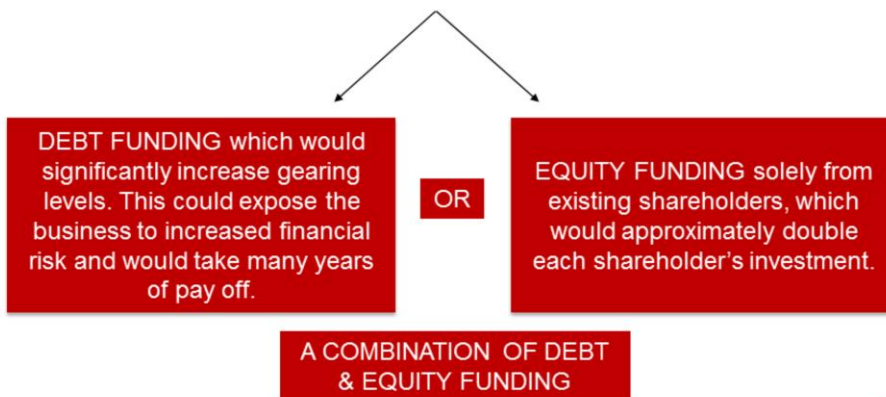 DEBT FUNDING which would
significantly increase gearing
levels. This could expose the
business to increased financial
risk and would take many years
of pay off.
OR
EQUITY FUNDING solely from
existing shareholders, which
would approximately double
each shareholder's investment.
A COMBINATION OF DEBT
& EQUITY FUNDING